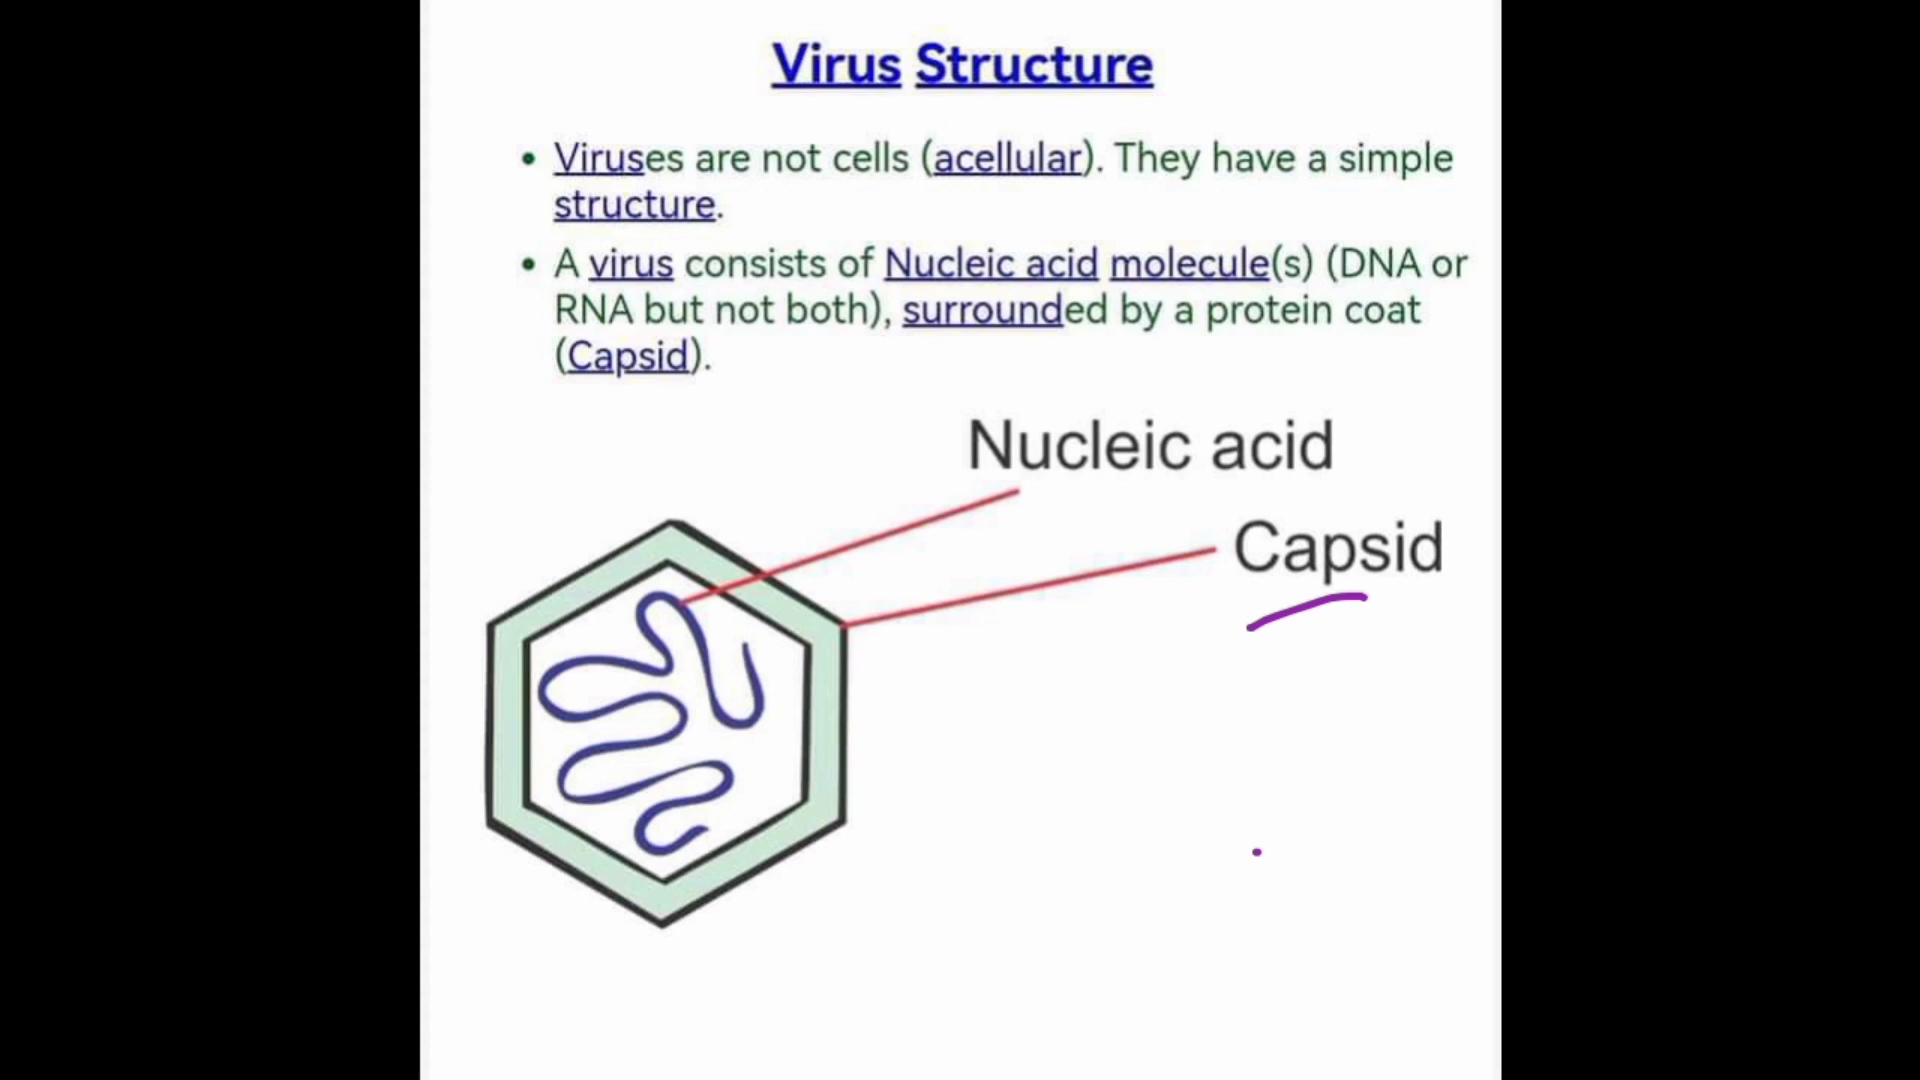 Virus Structure
• Viruses are not cells (acellular). They have a simple
structure.
• A virus consists of Nucleic acid molecule(s) (DNA or
RNA but not both), surrounded by a protein coat
(Capsid).
Nucleic acid
Capsid